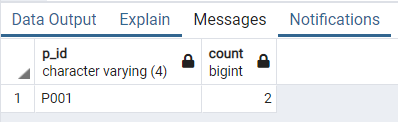 Data Output Explain Messages Notifications
p_id count
character varying (4) bigint
1 P001 2